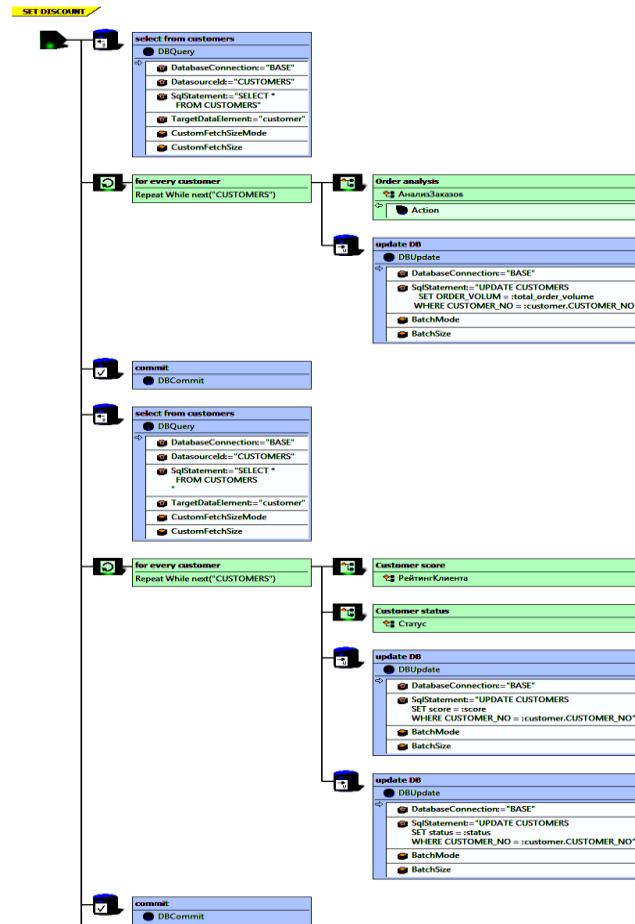 SET DISCOUNT
select from customers
DBQuery
DatabaseConnection:="BASE"
DatasourceId:="CUSTOMERS"
SqlStatement:="SELECT *
FROM CUSTOMERS"
TargetDataElement:="customer"
CustomFetchSizeMode
CustomFetchSize
for every customer
Repeat While next("CUSTOMERS")
Order analysis
АнализЗаказов
Action
update DB
DBUpdate
DatabaseConnection:="BASE"
SqlStatement:="UPDATE CUSTOMERS
SET ORDER_VOLUM = :total_order_volume
WHERE CUSTOMER_NO = :customer.CUSTOMER_NO
BatchMode
BatchSize
commit
DBCommit
select from customers
DBQuery
DatabaseConnection:="BASE"
DatasourceId:="CUSTOMERS"
SqlStatement:="SELECT *
FROM CUSTOMERS
"
TargetDataElement:="customer"
CustomFetchSizeMode
CustomFetchSize
for every customer
Repeat While next("CUSTOMERS")
Customer score
РейтингКлиента
Customer status
Статус
update DB
DBUpdate
DatabaseConnection:="BASE"
SqlStatement:="UPDATE CUSTOMERS
SET score = :score
WHERE CUSTOMER_NO = :customer.CUSTOMER_NO"
BatchMode
BatchSize
update DB
DBUpdate
DatabaseConnection:="BASE"
SqlStatement:="UPDATE CUSTOMERS
SET status = :status
WHERE CUSTOMER_NO = :customer.CUSTOMER_NO"
BatchMode
BatchSize
commit
DBCommit